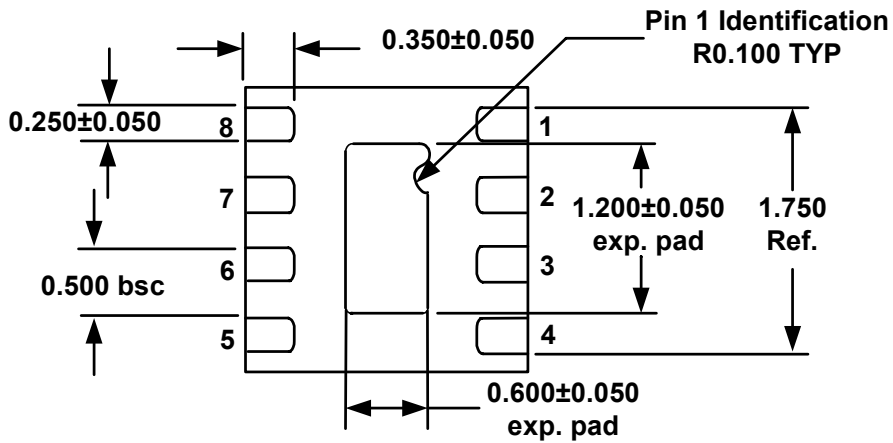 Pin 1 Identification
R0.100 TYP
0.350±0.050
0.250±0.050
8
1
7
2
1.200±0.050
exp. pad
1.750
Ref.
6
3
0.500 bsc
5
4
0.600±0.050
exp. pad